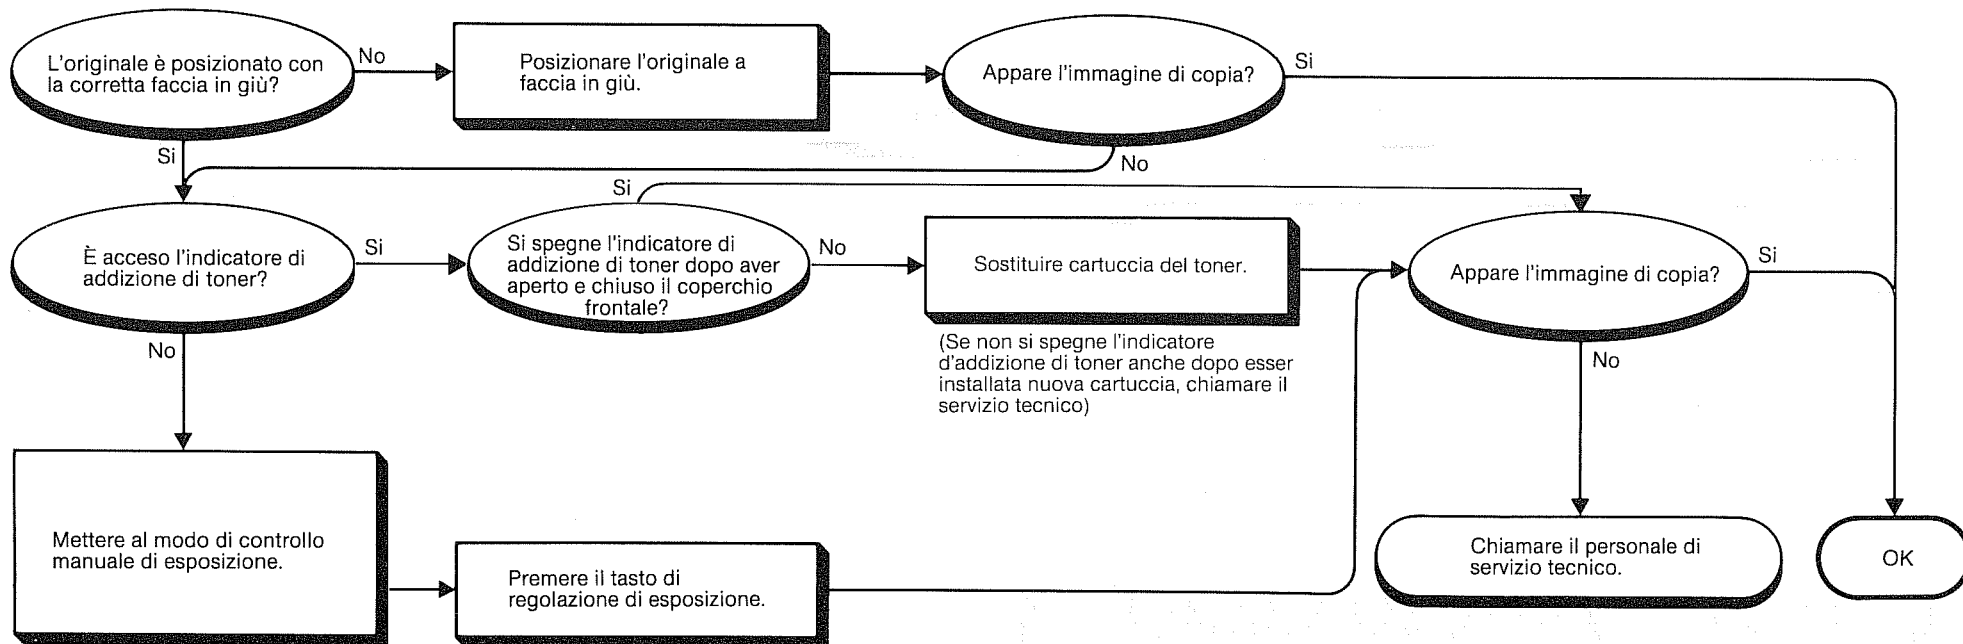 L'originale è posizionato con
la corretta faccia in giù?
No
Posizionare l'originale a
faccia in giù.
Appare l'immagine di copia?
Si
Si
No
Si
È acceso l'indicatore di
addizione di toner?
Si
Si spegne l'indicatore di
addizione di toner dopo aver
aperto e chiuso il coperchio
frontale?
No
Sostituire cartuccia del toner.
(Se non si spegne l'indicatore
d'addizione di toner anche dopo esser
installata nuova cartuccia, chiamare il
servizio tecnico)
Appare l'immagine di copia?
Si
No
No
Mettere al modo di controllo
manuale di esposizione.
Premere il tasto di
regolazione di esposizione.
Chiamare il personale di
servizio tecnico.
OK